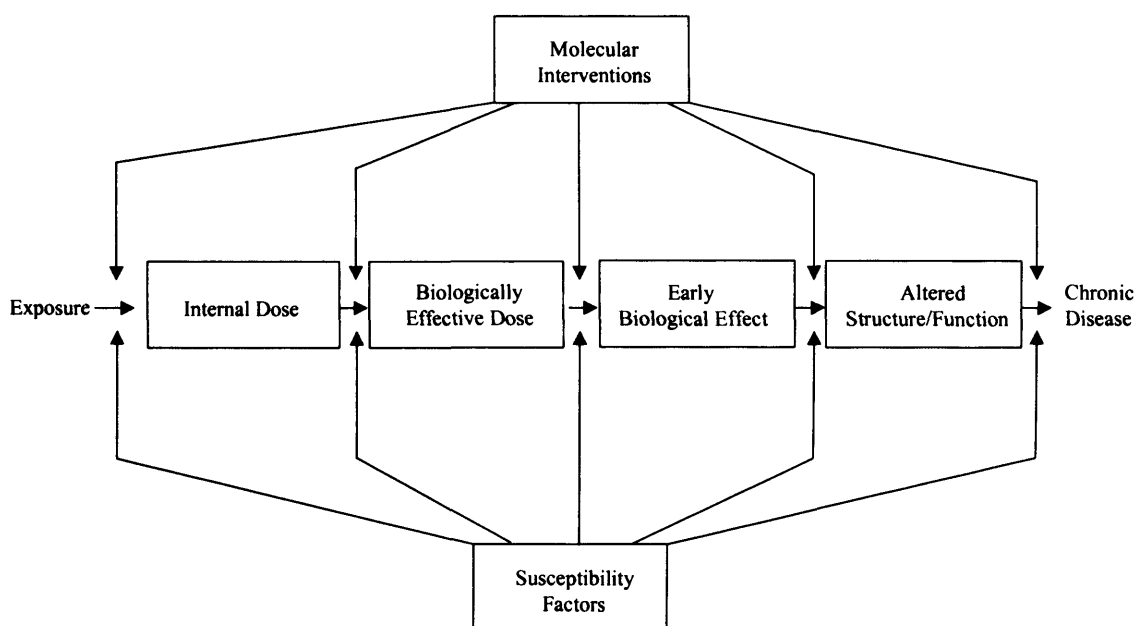 Molecular
Interventions
Exposure
Internal Dose
Biologically
Effective Dose
Early
Biological Effect
Altered
Structure/Function
Chronic
Disease
Susceptibility
Factors